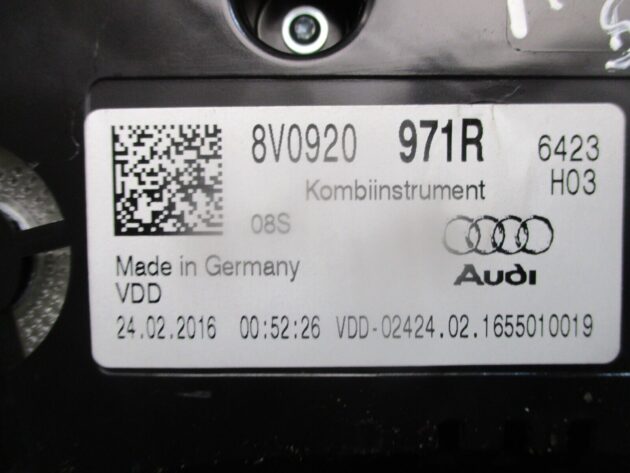 8V0920 971R 6423
Kombiinstrument H03
08S
Audi
Made in Germany
VDD
24.02.2016 00:52:26 VDD-02424.02.1655010019